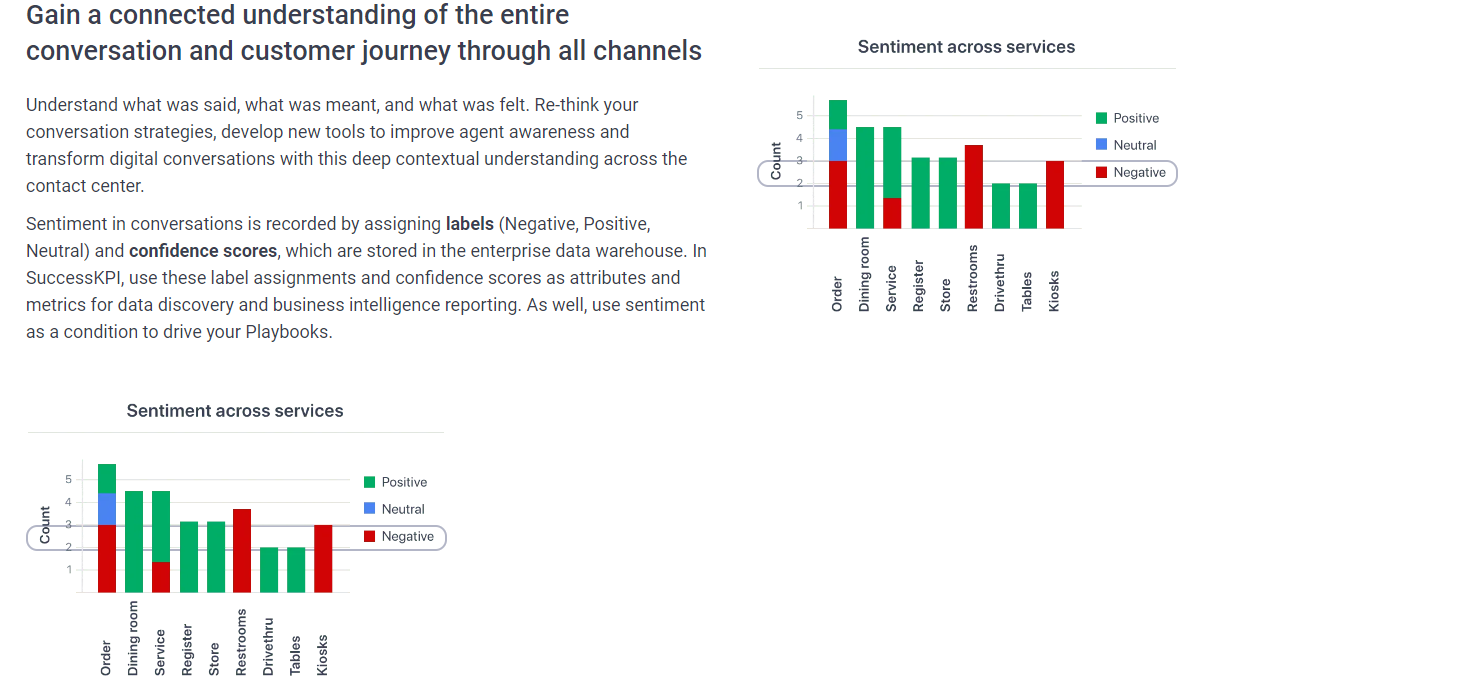 Gain a connected understanding of the entire
conversation and customer journey through all channels
Understand what was said, what was meant, and what was felt. Re-think your
conversation strategies, develop new tools to improve agent awareness and
transform digital conversations with this deep contextual understanding across the
contact center.
Sentiment in conversations is recorded by assigning labels (Negative, Positive,
Neutral) and confidence scores, which are stored in the enterprise data warehouse. In
SuccessKPI, use these label assignments and confidence scores as attributes and
metrics for data discovery and business intelligence reporting. As well, use sentiment
as a condition to drive your Playbooks.
Sentiment across services
Count
5
4
3
2
1
Order
Dining room
Service
Register
Store
Restrooms
Drivethru
Tables
Kiosks
Positive
Neutral
Negative
Sentiment across services
Count
5
4
3
2
1
Order
Dining room
Service
Register
Store
Restrooms
Drivethru
Tables
Kiosks
Positive
Neutral
Negative